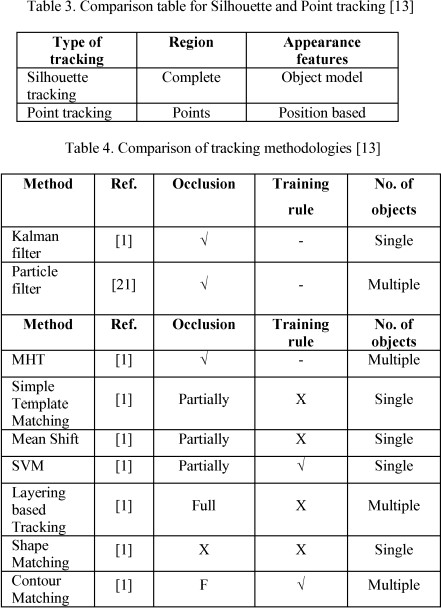 Table 3. Comparison table for Silhouette and Point tracking [13]
Type of tracking Region Appearance features
Silhouette tracking Complete Object model
Point tracking Points Position based
Table 4. Comparison of tracking methodologies [13]
Method Ref. Occlusion Training rule No. of objects
Kalman filter [1] √ - Single
Particle filter [21] √ - Multiple
Method Ref. Occlusion Training rule No. of objects
MHT [1] √ - Multiple
Simple Template Matching [1] Partially X Single
Mean Shift [1] Partially X Single
SVM [1] Partially √ Single
Layering based Tracking [1] Full X Multiple
Shape Matching [1] X X Single
Contour Matching [1] F √ Multiple